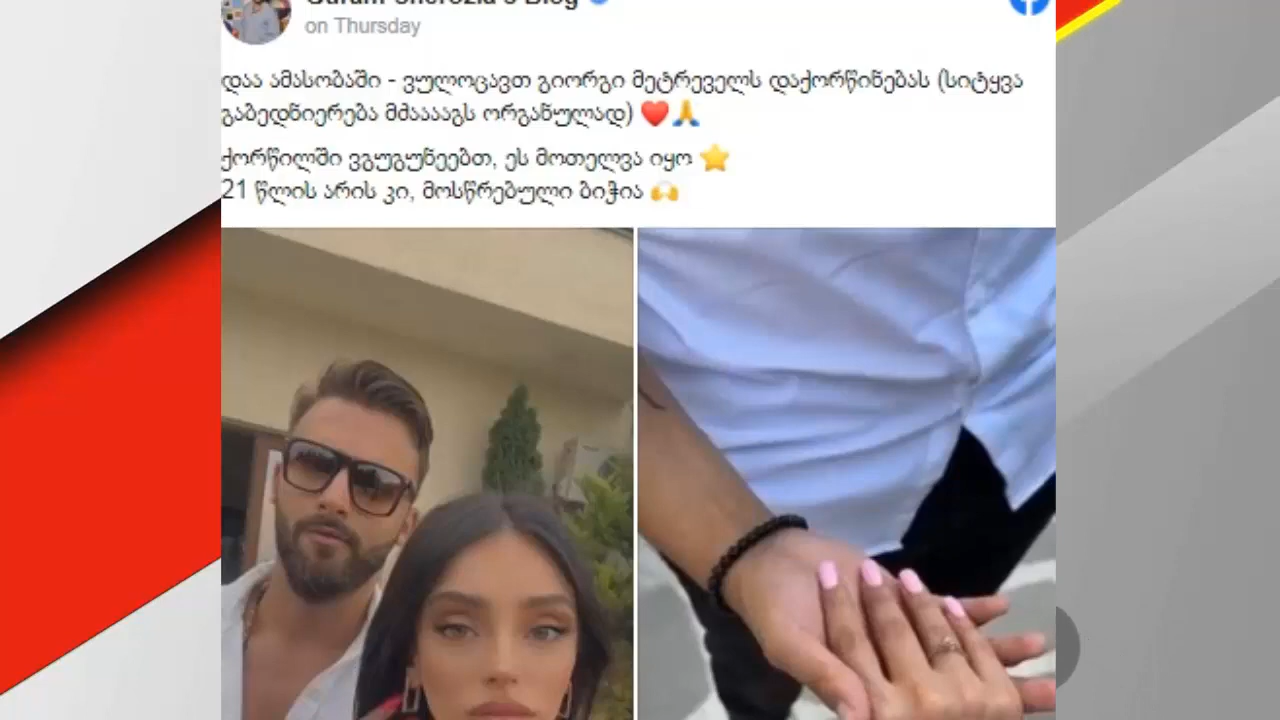 on Thursday
დაა ამასობაში - ვულოცავთ გიორგი მეტრეველს დაქორწინებას (სიტყვა
გაბედნიერება მძააააგს ორგანულად) ❤️🙏
ქორწილში ვგუგუნეებთ, ეს მოთელვა იყო ⭐
21 წლის არის კი, მოსწრებული ბიჭია 🙌